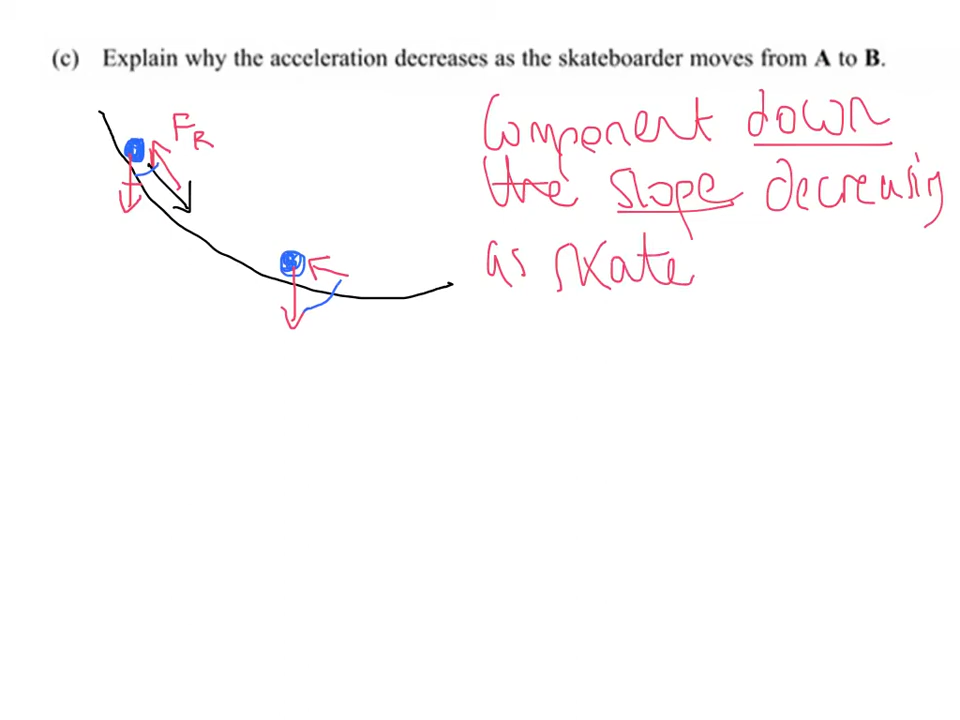 (c) Explain why the acceleration decreases as the skateboarder moves from A to B.
FR
Component down
the slope decreasing
as skate